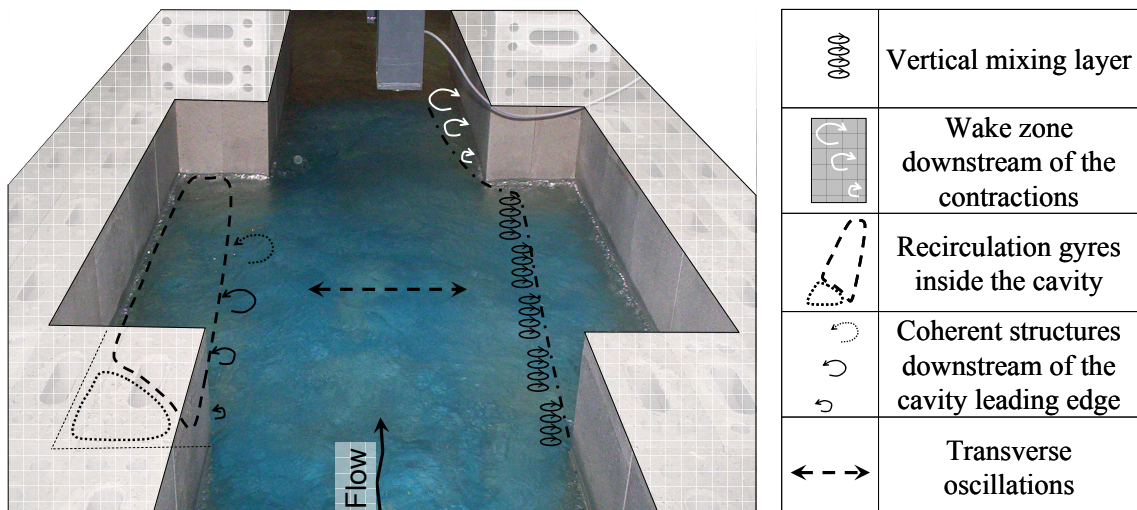 Flow
Vertical mixing layer
Wake zone
downstream of the
contractions
Recirculation gyres
inside the cavity
Coherent structures
downstream of the
cavity leading edge
Transverse
oscillations